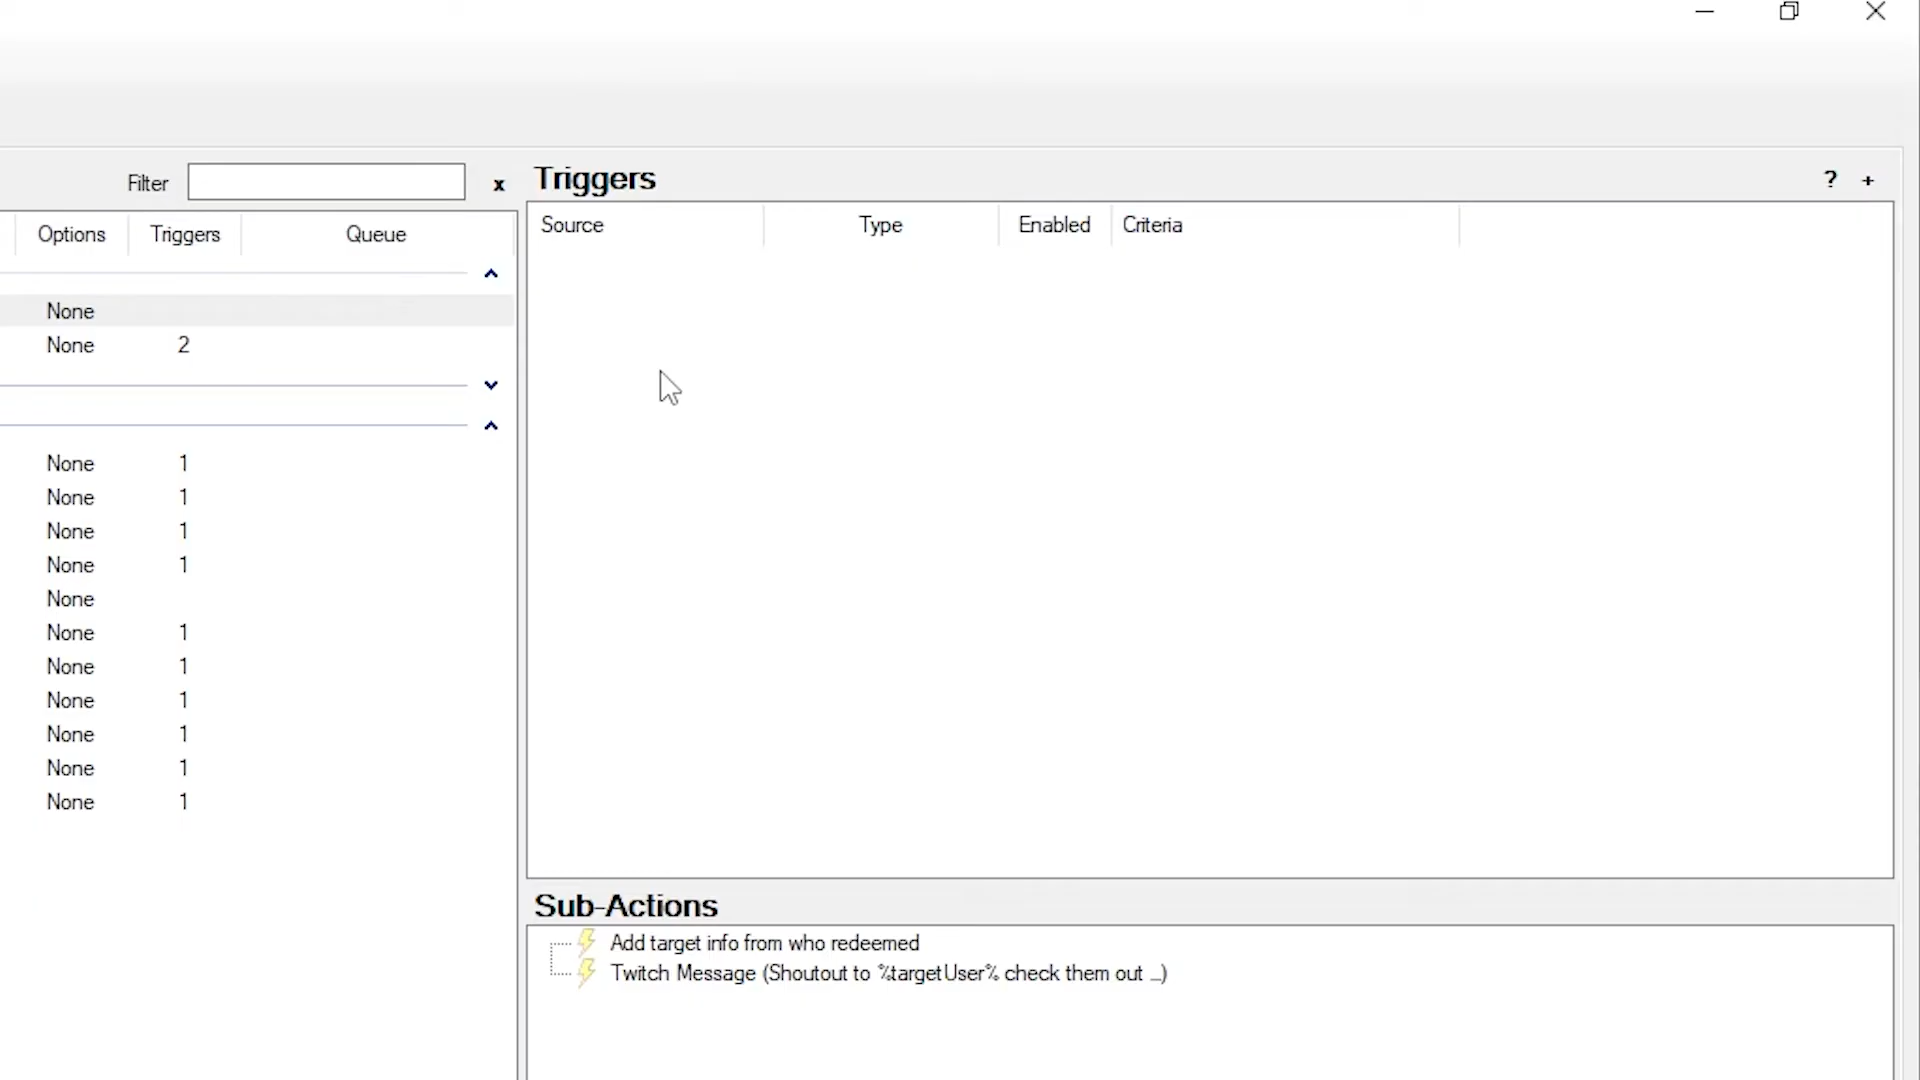 Filter x Triggers ? +
Options Triggers Queue
Source Type Enabled Criteria
None
None 2
None 1
None 1
None 1
None 1
None
None 1
None 1
None 1
None 1
None 1
None 1
Sub-Actions
Add target info from who redeemed
Twitch Message (Shoutout to %targetUser% check them out ...)